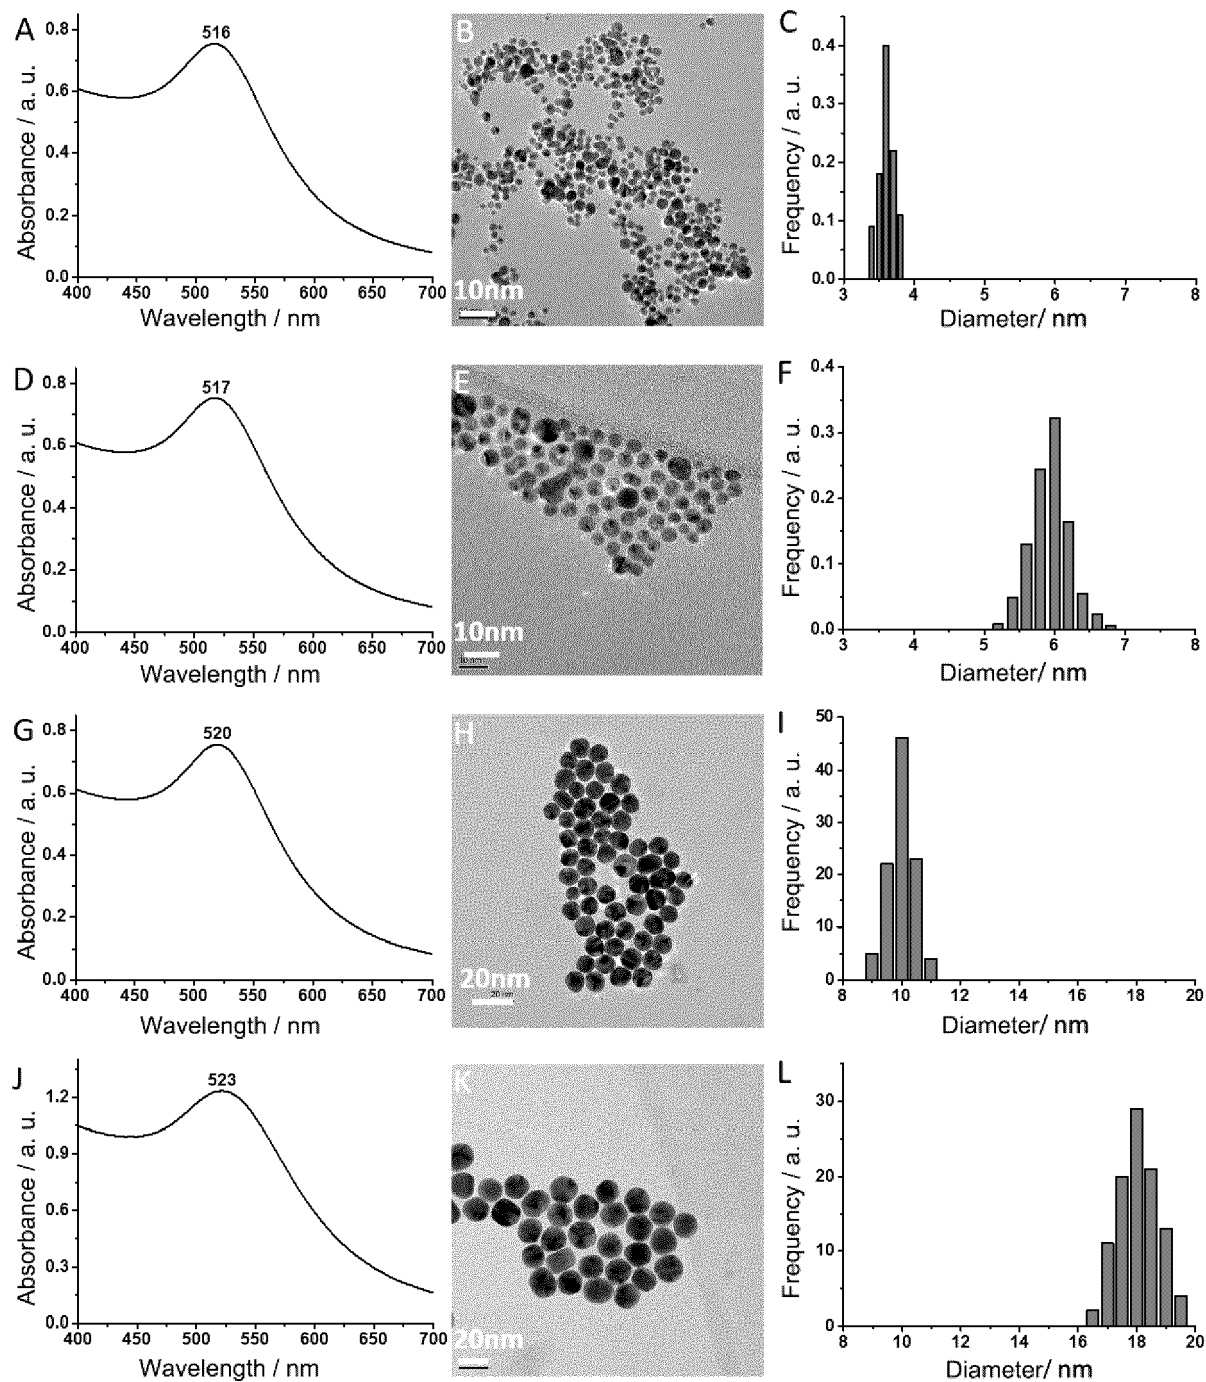 A
0.8
0.6
0.4
0.2
0.0
400 450 500 550 600 650 700
516
Absorbance / a. u.
Wavelength / nm
B
10nm
C
0.4
0.3
0.2
0.1
0.0
3 4 5 6 7 8
Frequency / a. u.
Diameter/ nm
D
0.8
0.6
0.4
0.2
0.0
400 450 500 550 600 650 700
517
Absorbance / a. u.
Wavelength / nm
E
10nm
10 nm
F
0.4
0.3
0.2
0.1
0.0
3 4 5 6 7 8
Frequency / a. u.
Diameter/ nm
G
0.8
0.6
0.4
0.2
0.0
400 450 500 550 600 650 700
520
Absorbance / a. u.
Wavelength / nm
H
20nm
20 nm
I
50
40
30
20
10
0
8 10 12 14 16 18 20
Frequency / a. u.
Diameter/ nm
J
1.2
0.9
0.6
0.3
0.0
400 450 500 550 600 650 700
523
Absorbance / a. u.
Wavelength / nm
K
20nm
L
30
20
10
0
8 10 12 14 16 18 20
Frequency / a. u.
Diameter/ nm